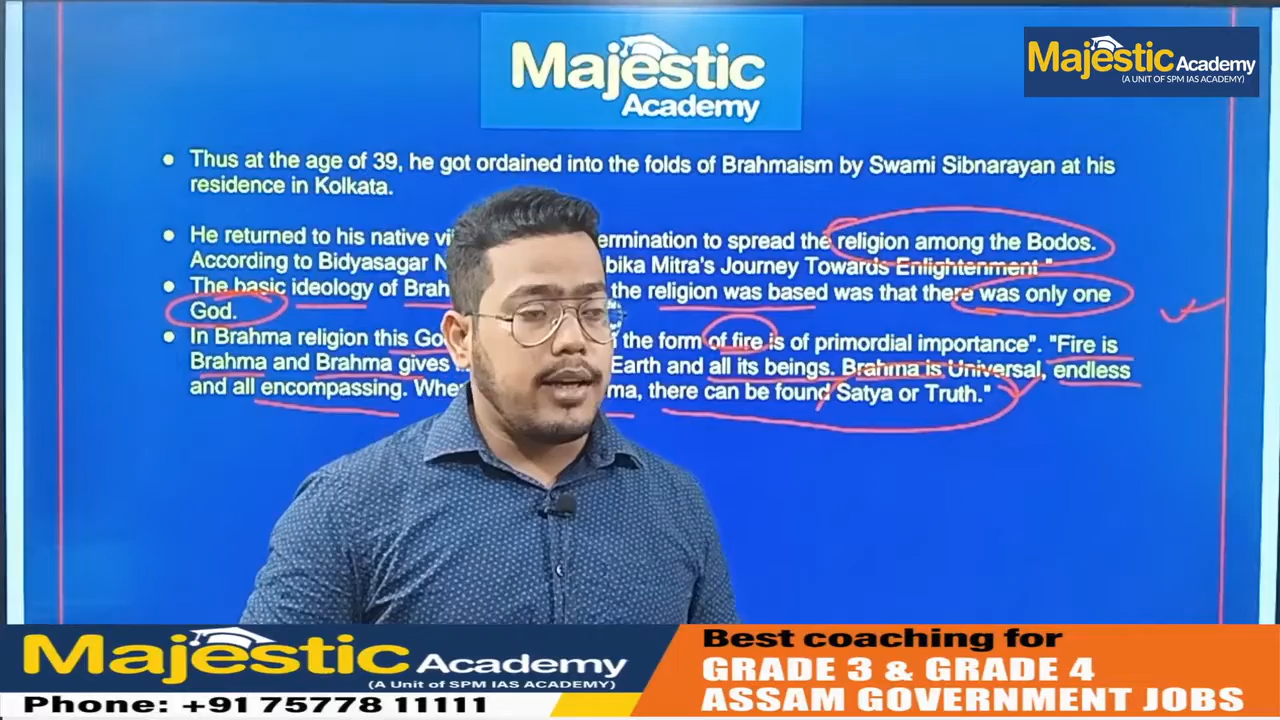 Majestic
Academy
Majestic Academy
(A UNIT OF SPM IAS ACADEMY)
Thus at the age of 39, he got ordained into the folds of Brahmaism by Swami Sibnarayan at his
residence in Kolkata.
He returned to his native ermination to spread the religion among the Bodos.
According to Bidyasagar bika Mitra's Journey Towards Enlightenment."
The basic ideology of the religion was based was that there was only one
God.
In Brahma religion this the form of fire is of primordial importance". "Fire is
Brahma and Brahma gives Earth and all its beings. Brahma is Universal, endless
and all encompassing. there can be found Satya or Truth."
Majestic Academy
(A Unit of SPM IAS ACADEMY)
Phone: +91 75778 11111
Best coaching for
GRADE 3 & GRADE 4
ASSAM GOVERNMENT JOBS